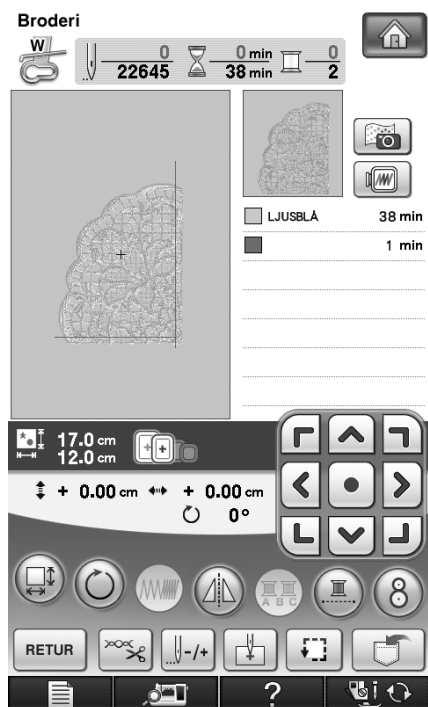 Broderi
W
0 0 min 0
22645 38 min 2
LJUSBLÅ 38 min
1 min
17.0 cm
12.0 cm
+ 0.00 cm + 0.00 cm
0°
A B C
8
RETUR -/+
?